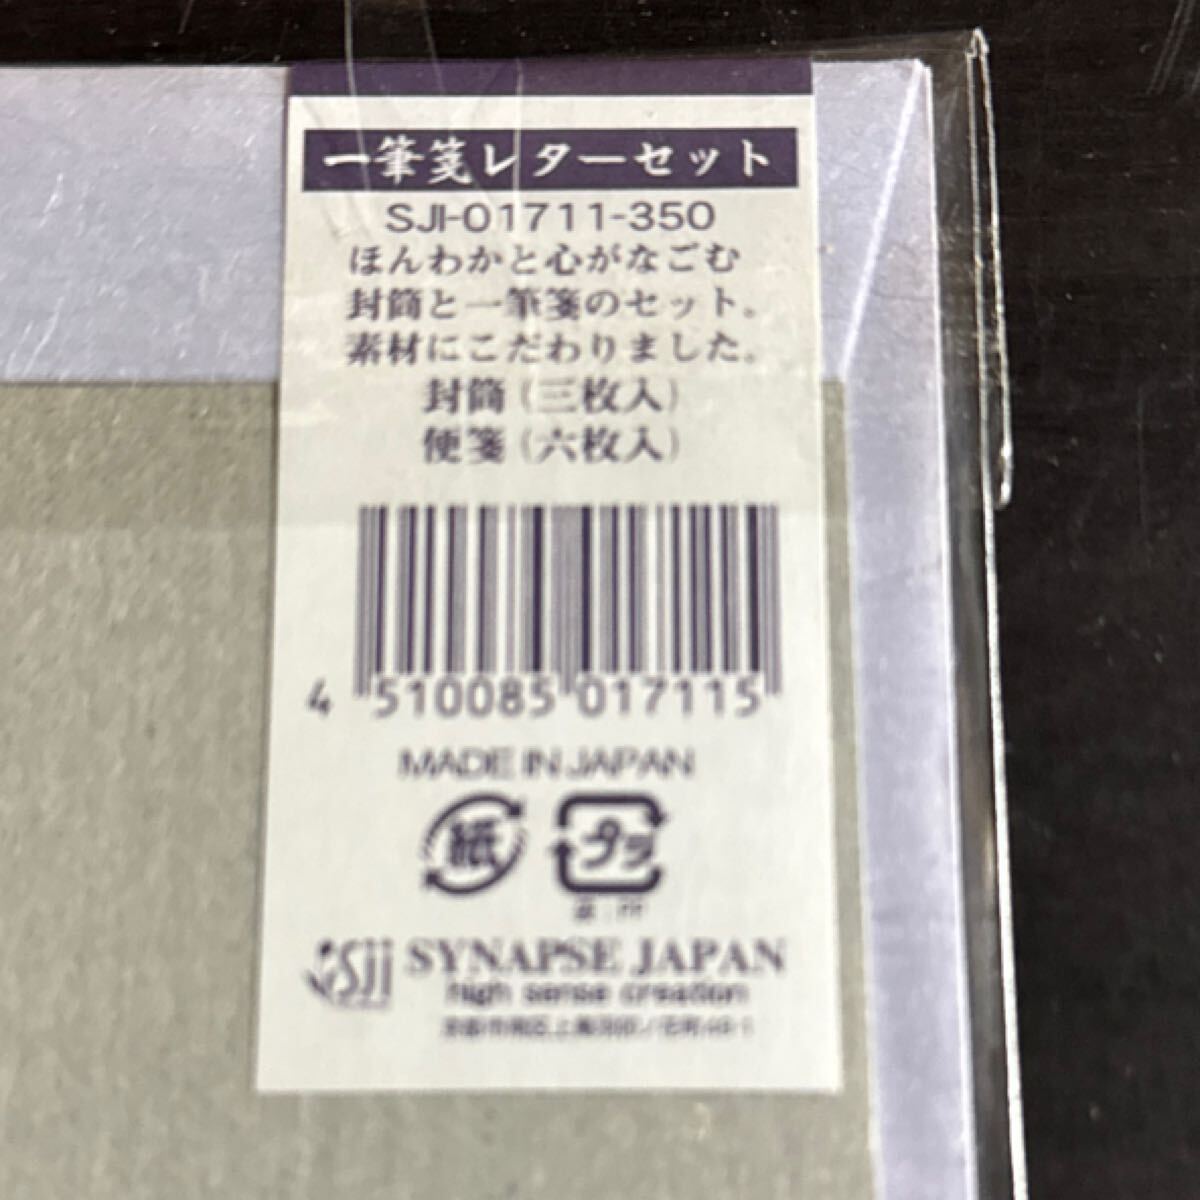 一筆箋レターセット
SJI-01711-350
ほんわかと心がなごむ
封筒と一筆箋のセット。
素材にこだわりました。
封筒(三枚入)
便箋(六枚入)
4 510085 017115
MADE IN JAPAN
紙 プラ
袋:PP
Sji SYNAPSE JAPAN
high sense creation